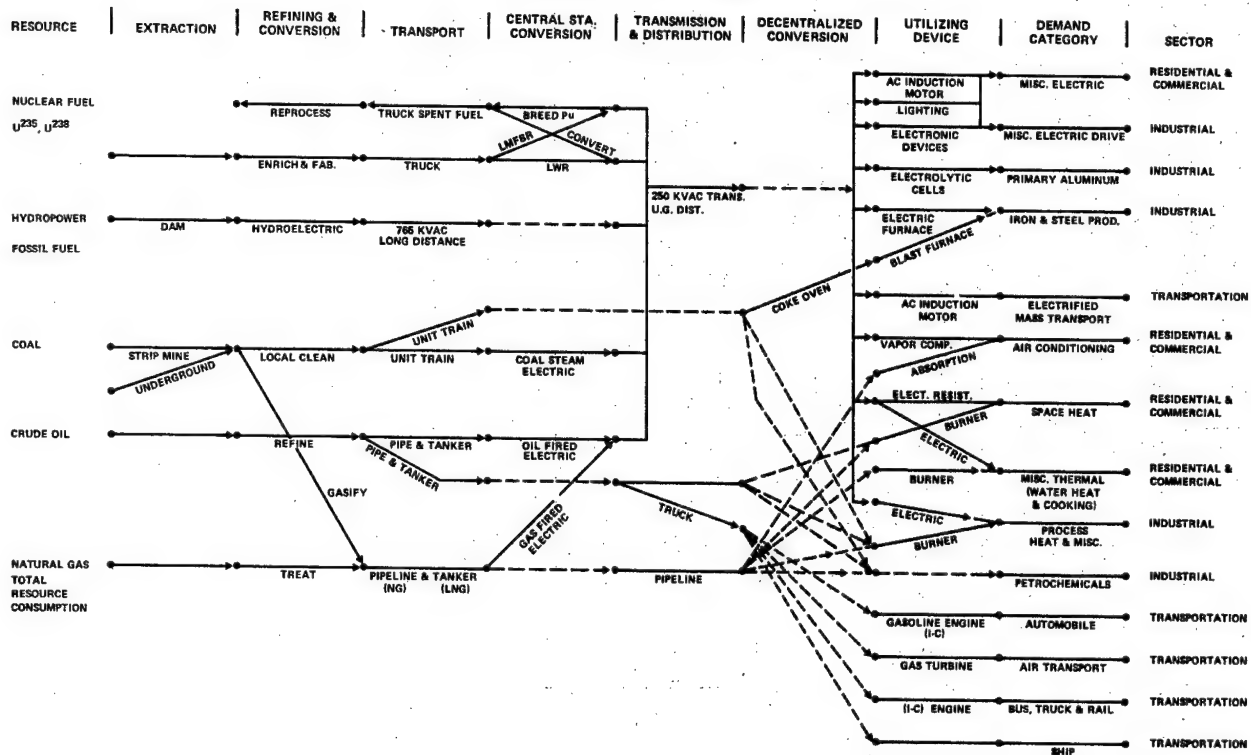 RESOURCE
EXTRACTION
REFINING &
CONVERSION
TRANSPORT
CENTRAL STA.
CONVERSION
TRANSMISSION
& DISTRIBUTION
DECENTRALIZED
CONVERSION
UTILIZING
DEVICE
DEMAND
CATEGORY
SECTOR
NUCLEAR FUEL
U235, U238
REPROCESS
TRUCK SPENT FUEL
BREED Pu
LMFBR
CONVERT
ENRICH & FAB.
TRUCK
LWR
AC INDUCTION
MOTOR
MISC. ELECTRIC
RESIDENTIAL &
COMMERCIAL
LIGHTING
ELECTRONIC
DEVICES
MISC. ELECTRIC DRIVE
INDUSTRIAL
ELECTROLYTIC
CELLS
PRIMARY ALUMINUM
INDUSTRIAL
250 KVAC TRANS.
U.G. DIST.
HYDROPOWER
DAM
HYDROELECTRIC
765 KVAC
LONG DISTANCE
ELECTRIC
FURNACE
IRON & STEEL PROD.
INDUSTRIAL
BLAST FURNACE
COKE OVEN
FOSSIL FUEL
AC INDUCTION
MOTOR
ELECTRIFIED
MASS TRANSPORT
TRANSPORTATION
COAL
STRIP MINE
UNDERGROUND
LOCAL CLEAN
UNIT TRAIN
UNIT TRAIN
COAL STEAM
ELECTRIC
VAPOR COMP.
ABSORPTION
AIR CONDITIONING
RESIDENTIAL &
COMMERCIAL
ELECT. RESIST.
BURNER
SPACE HEAT
RESIDENTIAL &
COMMERCIAL
CRUDE OIL
REFINE
PIPE & TANKER
PIPE & TANKER
OIL FIRED
ELECTRIC
ELECTRIC
BURNER
MISC. THERMAL
(WATER HEAT
& COOKING)
RESIDENTIAL &
COMMERCIAL
GASIFY
GAS FIRED
ELECTRIC
TRUCK
ELECTRIC
BURNER
PROCESS
HEAT & MISC.
INDUSTRIAL
NATURAL GAS
TREAT
PIPELINE & TANKER
(NG) (LNG)
PIPELINE
PETROCHEMICALS
INDUSTRIAL
TOTAL
RESOURCE
CONSUMPTION
GASOLINE ENGINE
(I-C)
AUTOMOBILE
TRANSPORTATION
GAS TURBINE
AIR TRANSPORT
TRANSPORTATION
(I-C) ENGINE
BUS, TRUCK & RAIL
TRANSPORTATION
SHIP
TRANSPORTATION